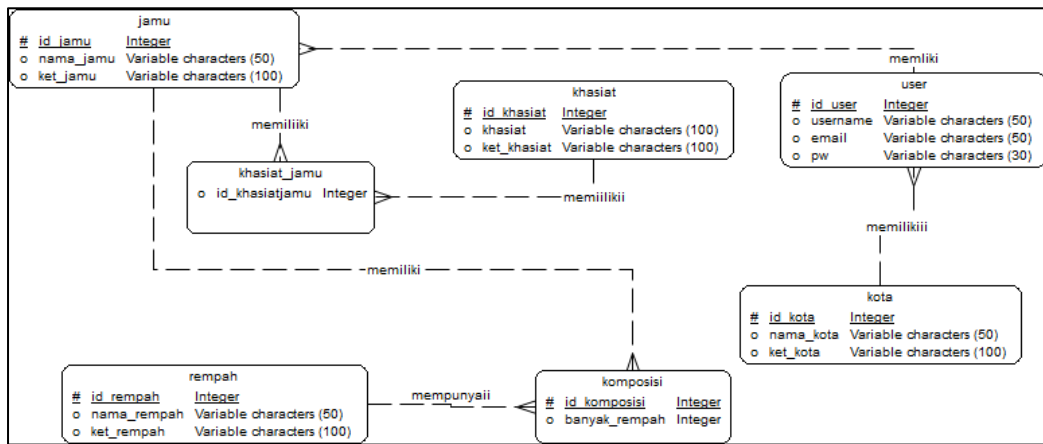 jamu
# id_jamu Integer
o nama_jamu Variable characters (50)
o ket_jamu Variable characters (100)
memliki
user
# id_user Integer
o username Variable characters (50)
o email Variable characters (50)
o pw Variable characters (30)
khasiat
# id_khasiat Integer
o khasiat Variable characters (100)
o ket_khasiat Variable characters (100)
memiliiki
khasiat_jamu
o id_khasiatjamu Integer
memiilikii
memilikiii
memiliki
kota
# id_kota Integer
o nama_kota Variable characters (50)
o ket_kota Variable characters (100)
rempah
# id_rempah Integer
o nama_rempah Variable characters (50)
o ket_rempah Variable characters (100)
mempunyaii
komposisi
# id_komposisi Integer
o banyak_rempah Integer